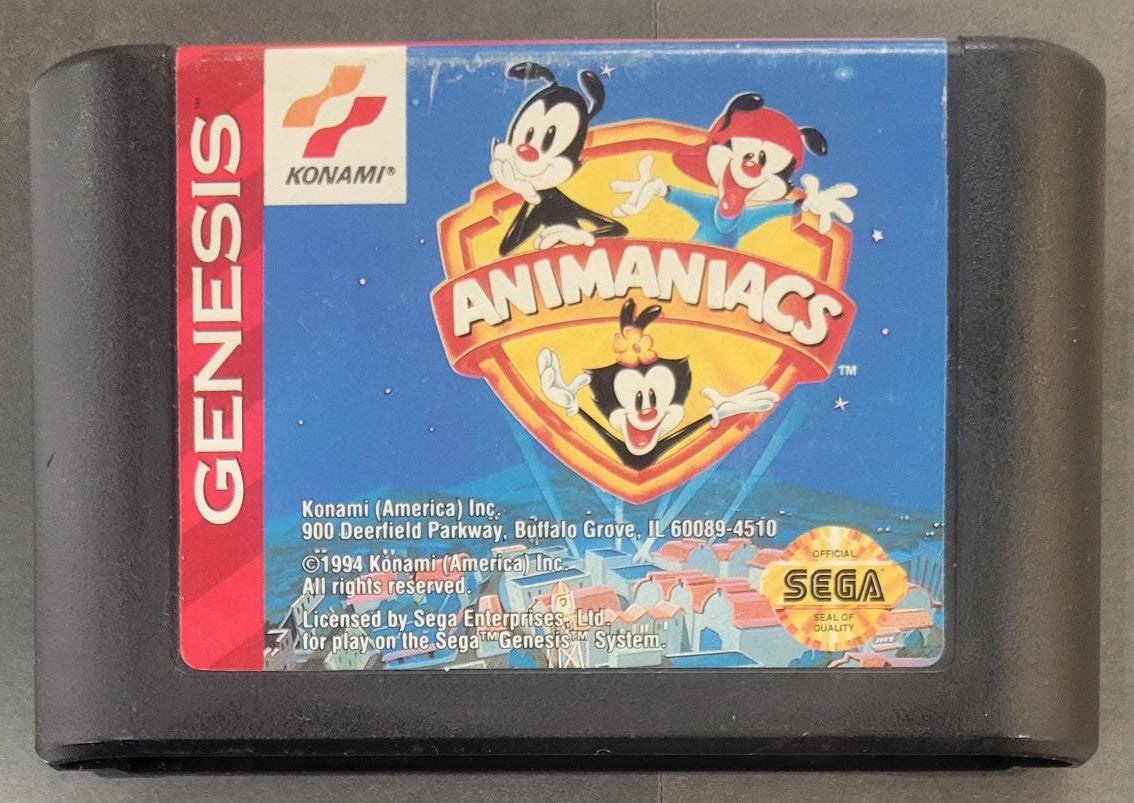 GENESIS™
KONAMI®
ANIMANIACS
™
Konami (America) Inc.
900 Deerfield Parkway, Buffalo Grove, IL 60089-4510
©1994 Konami (America) Inc.
All rights reserved.
Licensed by Sega Enterprises, Ltd.
for play on the Sega™ Genesis™ System.
OFFICIAL
SEGA
SEAL OF
QUALITY